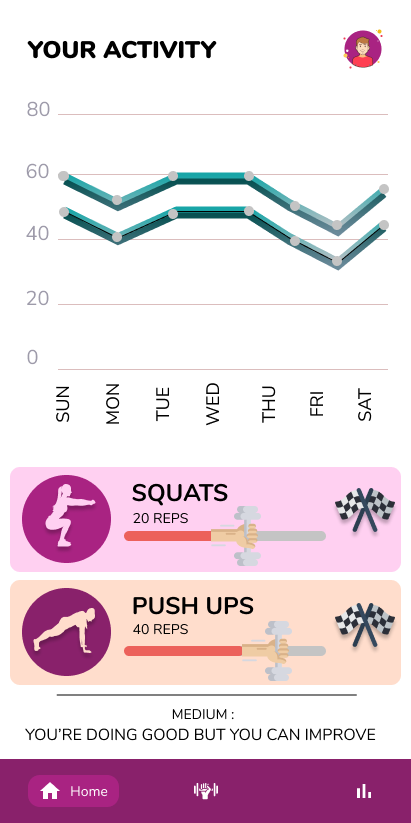 YOUR ACTIVITY
80
60
40
20
0
SUN MON TUE WED THU FRI SAT
SQUATS
20 REPS
PUSH UPS
40 REPS
MEDIUM :
YOU’RE DOING GOOD BUT YOU CAN IMPROVE
Home